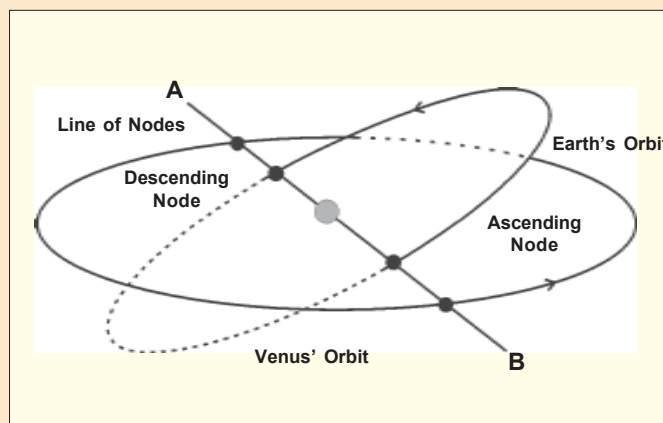 A
Line of Nodes
Earth's Orbit
Descending
Node
Ascending
Node
Venus' Orbit
B